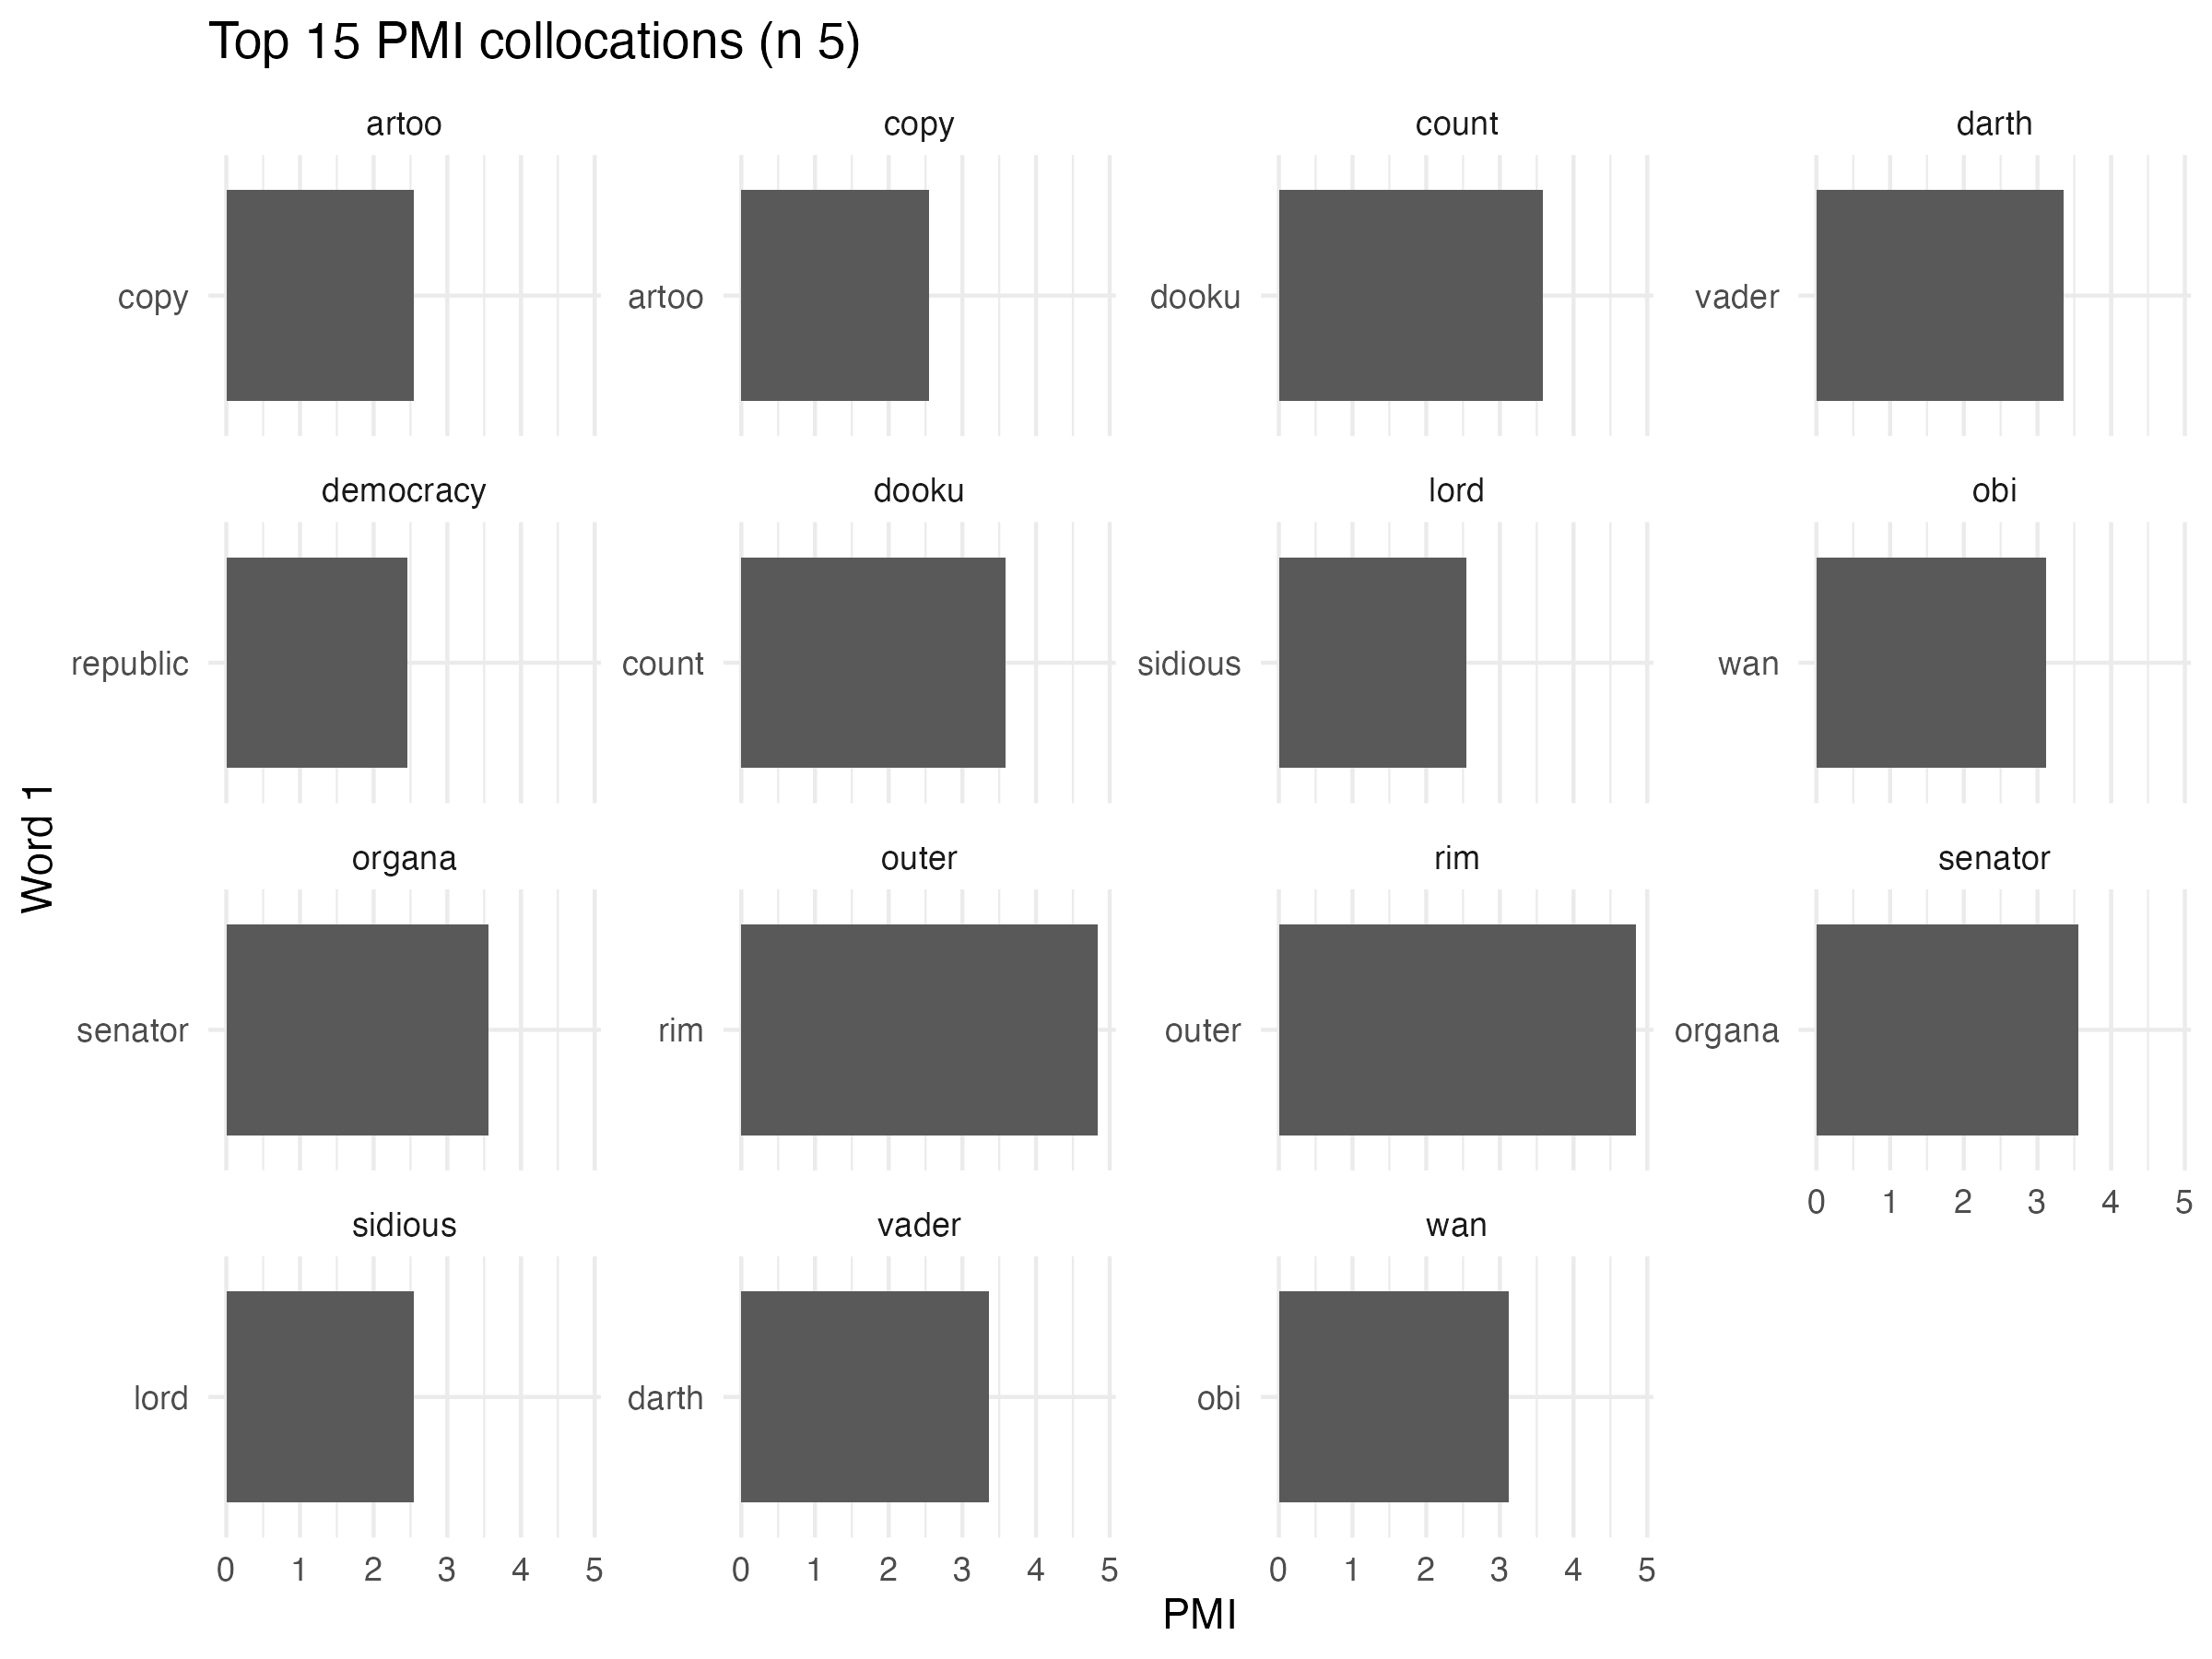 Top 15 PMI collocations (n 5)
artoo copy count darth
copy artoo dooku vader
democracy dooku lord obi
republic count sidious wan
Word 1
organa outer rim senator
senator rim outer organa
0 1 2 3 4 5
sidious vader wan
lord darth obi
0 1 2 3 4 5 0 1 2 3 4 5 0 1 2 3 4 5
PMI